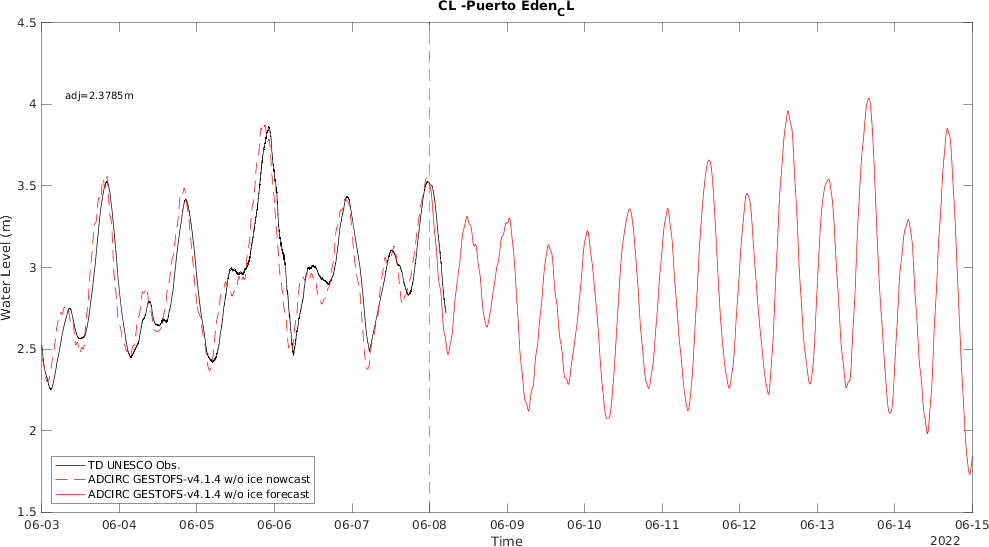 CL -Puerto Eden_CL
4.5
adj=2.3785m
4
3.5
3
2.5
2
1.5
Water Level (m)
TD UNESCO Obs.
ADCIRC GESTOFS-v4.1.4 w/o ice nowcast
ADCIRC GESTOFS-v4.1.4 w/o ice forecast
06-03 06-04 06-05 06-06 06-07 06-08 06-09 06-10 06-11 06-12 06-13 06-14 06-15
Time
2022